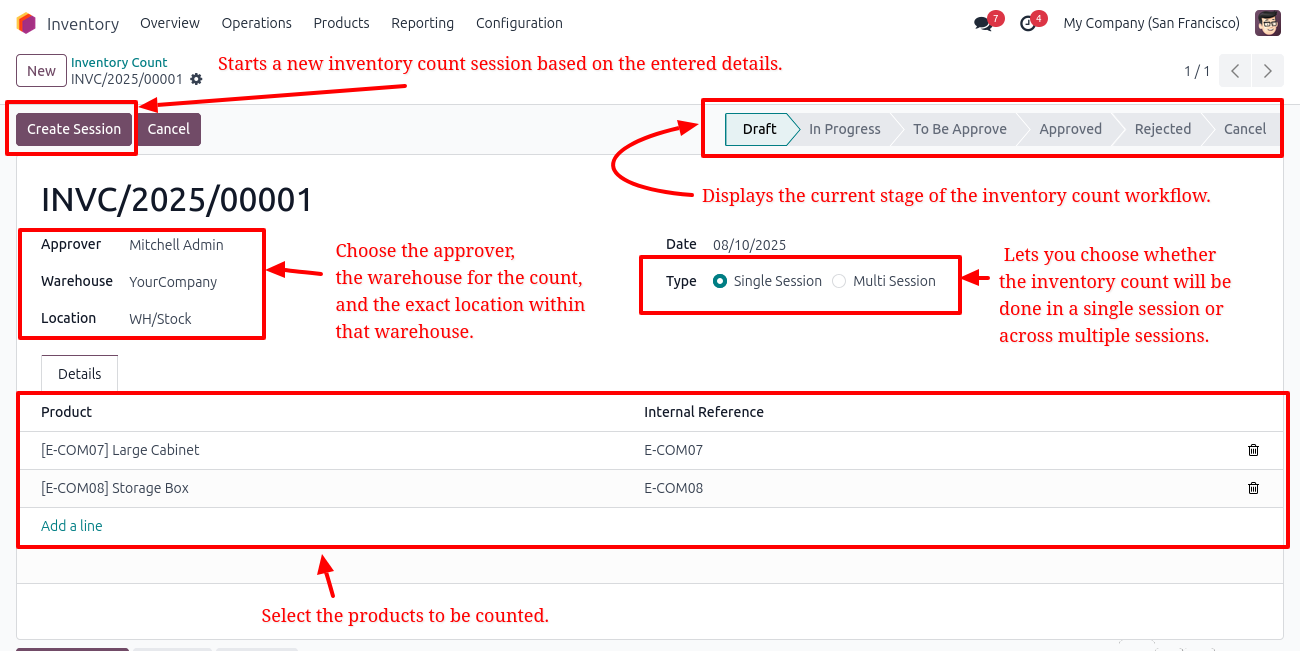 Inventory Overview Operations Products Reporting Configuration 7 4 My Company (San Francisco)
New Inventory Count
INVC/2025/00001
Starts a new inventory count session based on the entered details.
1 / 1
Create Session Cancel
Draft In Progress To Be Approve Approved Rejected Cancel
Displays the current stage of the inventory count workflow.
INVC/2025/00001
Approver Mitchell Admin
Warehouse YourCompany
Location WH/Stock
Choose the approver,
the warehouse for the count,
and the exact location within
that warehouse.
Date 08/10/2025
Type Single Session Multi Session
Lets you choose whether
the inventory count will be
done in a single session or
across multiple sessions.
Details
Product Internal Reference
[E-COM07] Large Cabinet E-COM07
[E-COM08] Storage Box E-COM08
Add a line
Select the products to be counted.